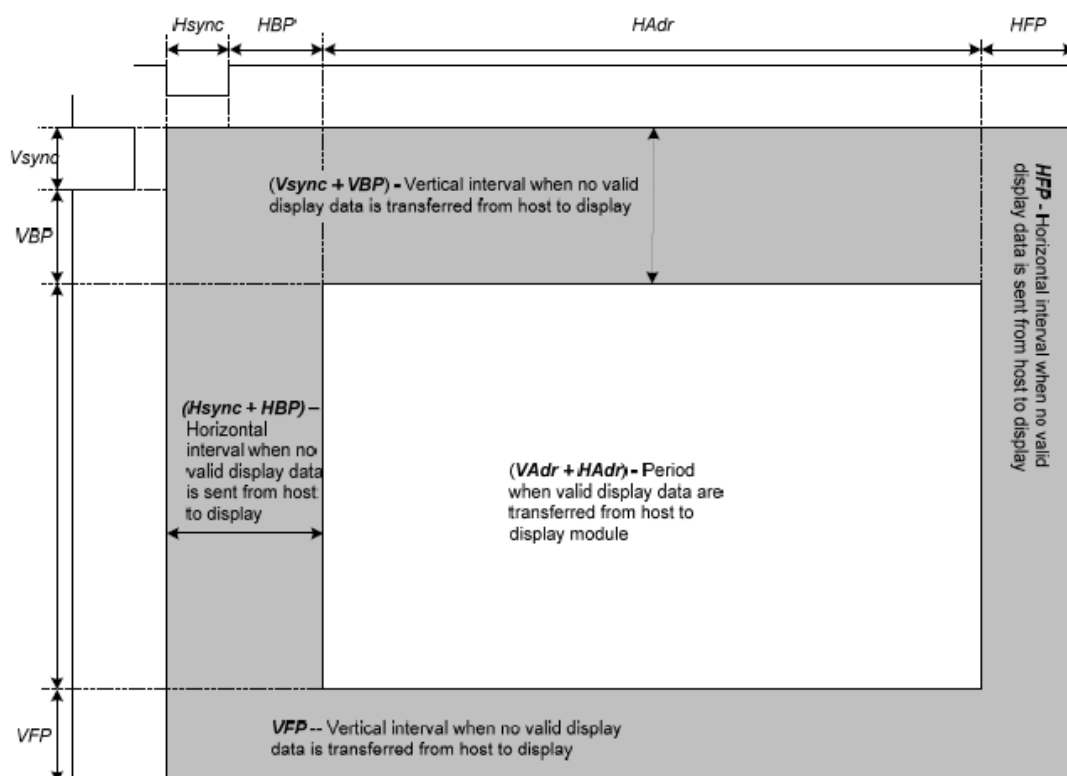 Hsync HBP HAdr HFP
Vsync
VBP
VFP
(Vsync + VBP) - Vertical interval when no valid
display data is transferred from host to display
HFP - Horizontal interval when no valid
display data is sent from host to display
(Hsync + HBP) –
Horizontal
interval when no
valid display data
is sent from host
to display
(VAdr + HAdr) - Period
when valid display data are
transferred from host to
display module
VFP -- Vertical interval when no valid display
data is transferred from host to display